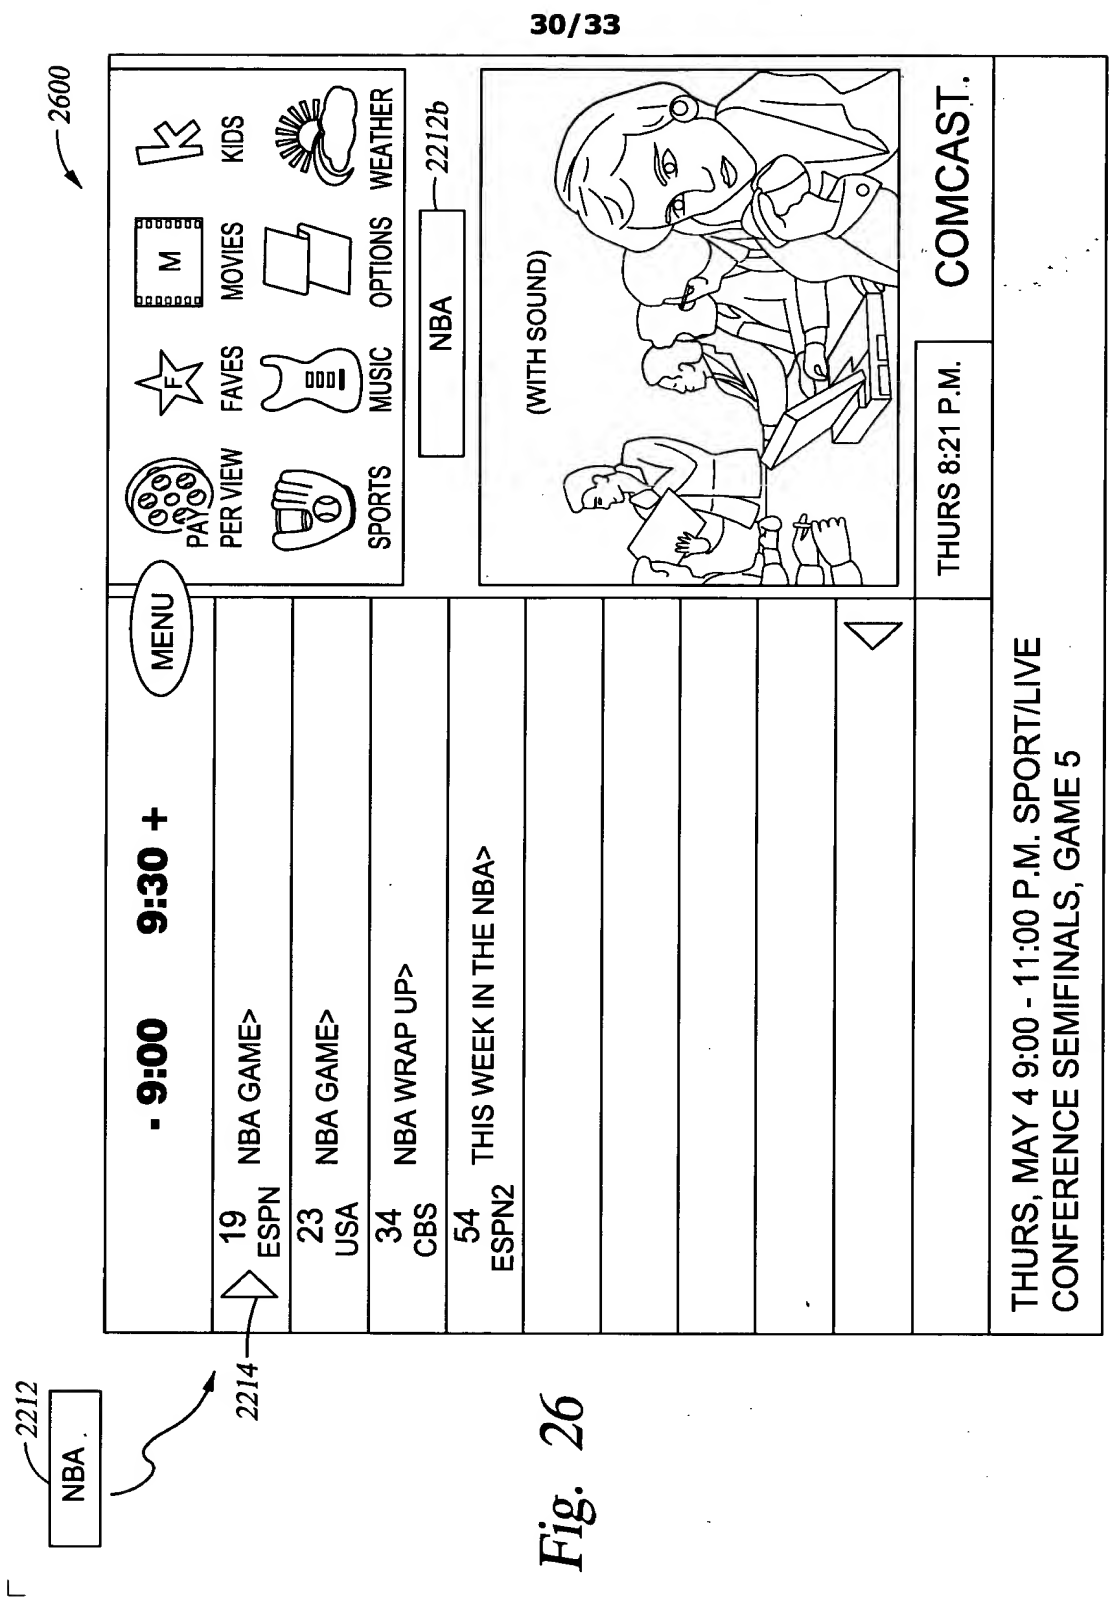 30/33
2600
- 9:00 9:30 +
MENU
PAY
PER VIEW
F
FAVES
M
MOVIES
K
KIDS
SPORTS
MUSIC
OPTIONS
WEATHER
2212
NBA
2214
19
ESPN
NBA GAME>
23
USA
NBA GAME>
34
CBS
NBA WRAP UP>
54
ESPN2
THIS WEEK IN THE NBA>
NBA
2212b
(WITH SOUND)
THURS 8:21 P.M.
COMCAST.
THURS, MAY 4 9:00 - 11:00 P.M. SPORT/LIVE
CONFERENCE SEMIFINALS, GAME 5
Fig. 26